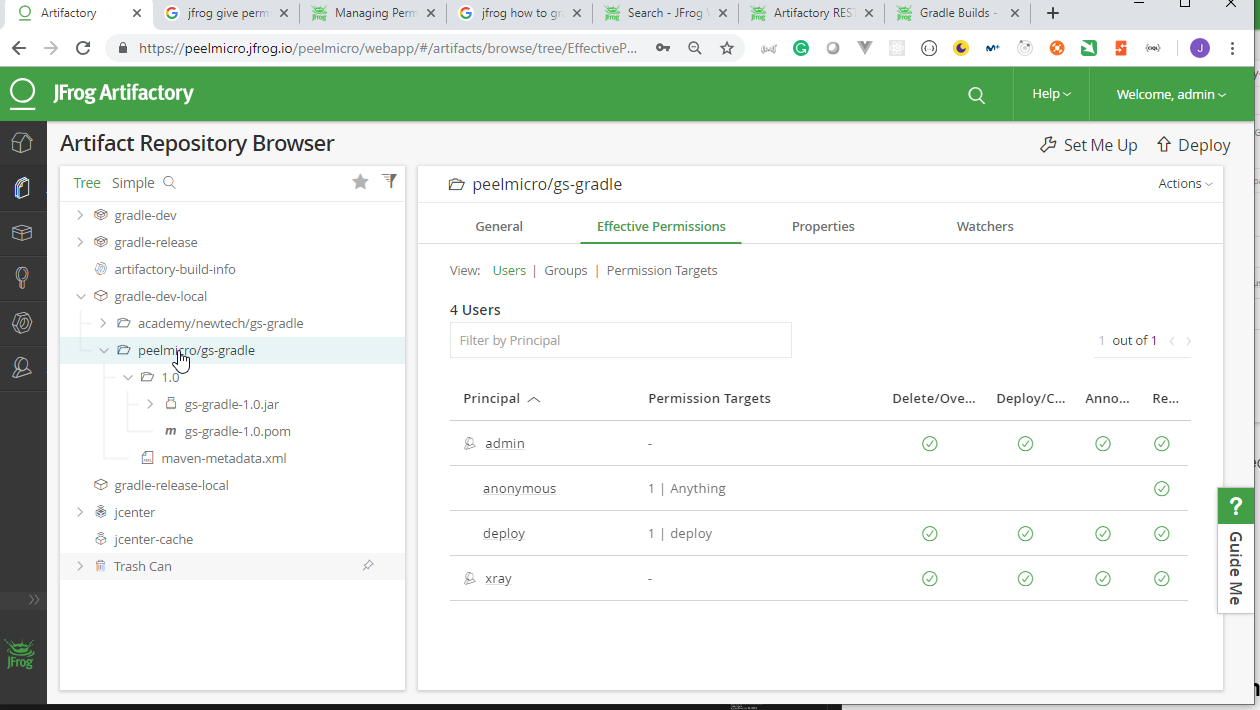 Artifactory
jfrog give perm
Managing Perm
jfrog how to gr
Search - JFrog
Artifactory REST
Gradle Builds -
https://peelmicro.jfrog.io/peelmicro/webapp/#/artifacts/browse/tree/EffectiveP...
J
JFrog Artifactory
Help
Welcome, admin
Artifact Repository Browser
Set Me Up
Deploy
Tree Simple
peelmicro/gs-gradle
Actions
gradle-dev
gradle-release
artifactory-build-info
gradle-dev-local
academy/newtech/gs-gradle
peelmicro/gs-gradle
1.0
gs-gradle-1.0.jar
m gs-gradle-1.0.pom
maven-metadata.xml
gradle-release-local
jcenter
jcenter-cache
Trash Can
General Effective Permissions Properties Watchers
View: Users | Groups | Permission Targets
4 Users
Filter by Principal
1 out of 1
Principal Permission Targets Delete/Ove... Deploy/C... Anno... Re...
admin -
anonymous 1 | Anything
deploy 1 | deploy
xray -
?
Guide Me
JFrog